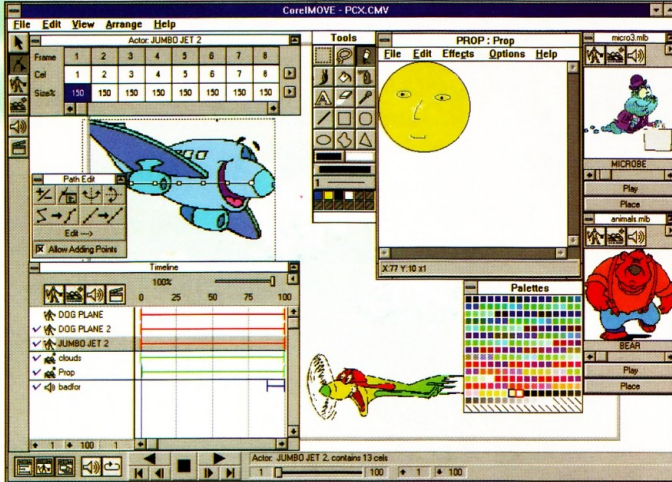 CorelMOVE - PCX.CMV
File Edit View Arrange Help
Actor: JUMBO JET 2
Frame 1 2 3 4 5 6 7 8
Cel 1 2 3 4 5 6 7 8
Size% 150 150 150 150 150 150 150 150
Path Edit
Edit --->
Allow Adding Points
Timeline
100%
0 25 50 75 100
DOG PLANE
DOG PLANE 2
JUMBO JET 2
clouds
Prop
badfor
1 100 1
Tools
1
PROP : Prop
File Edit Effects Options Help
X:77 Y:10 x1
Palettes
micro3.mlb
MICROBE
Play
Place
animals.mlb
BEAR
Play
Place
Actor: JUMBO JET 2, contains 13 cels
1 100 1 100